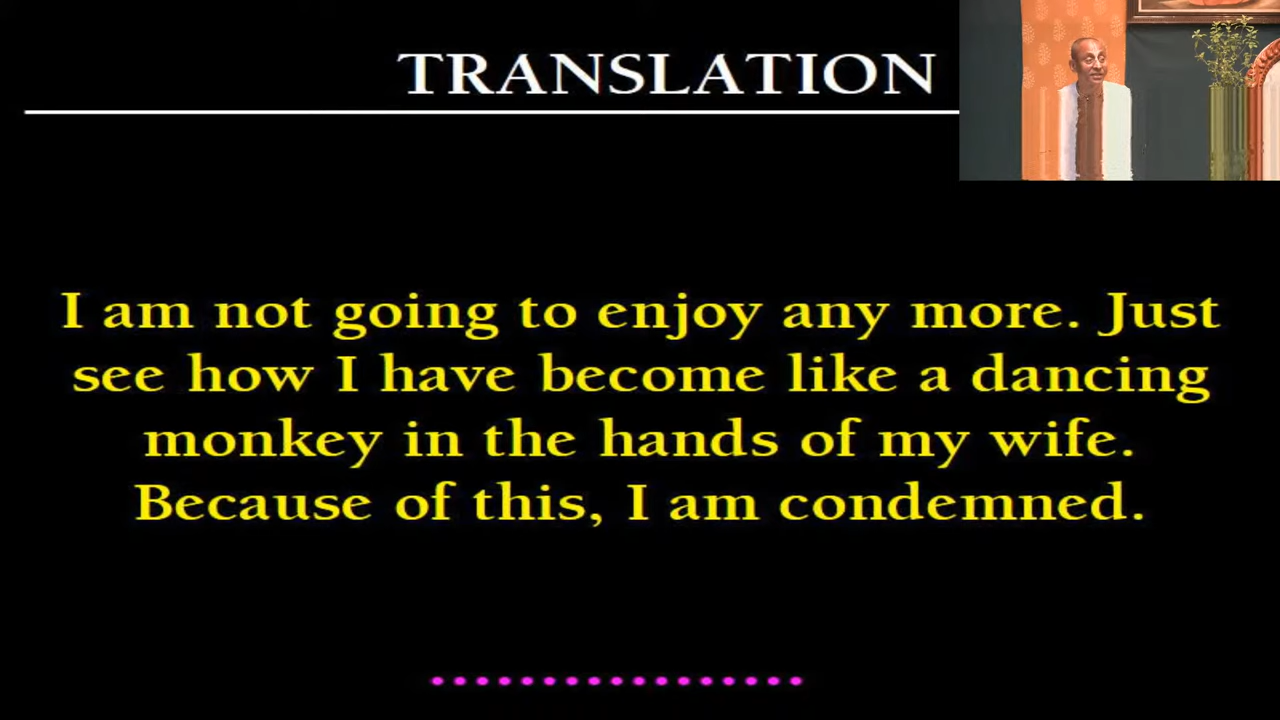 TRANSLATION
I am not going to enjoy any more. Just
see how I have become like a dancing
monkey in the hands of my wife.
Because of this, I am condemned.